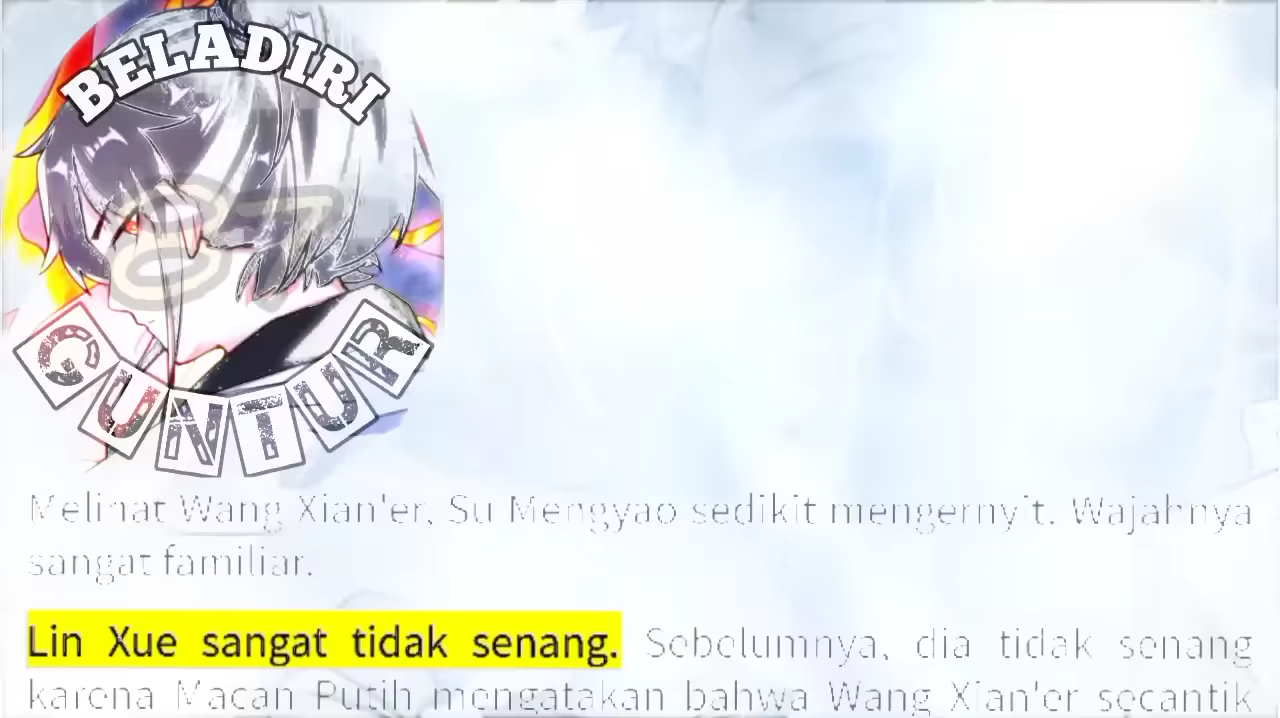 BELADIRI
87
GUNTUR
Melihat Wang Xian'er, Su Mengyao sedikit mengernyit. Wajahnya
sangat familiar.
Lin Xue sangat tidak senang. Sebelumnya, dia tidak senang
karena Macan Putih mengatakan bahwa Wang Xian'er secantik